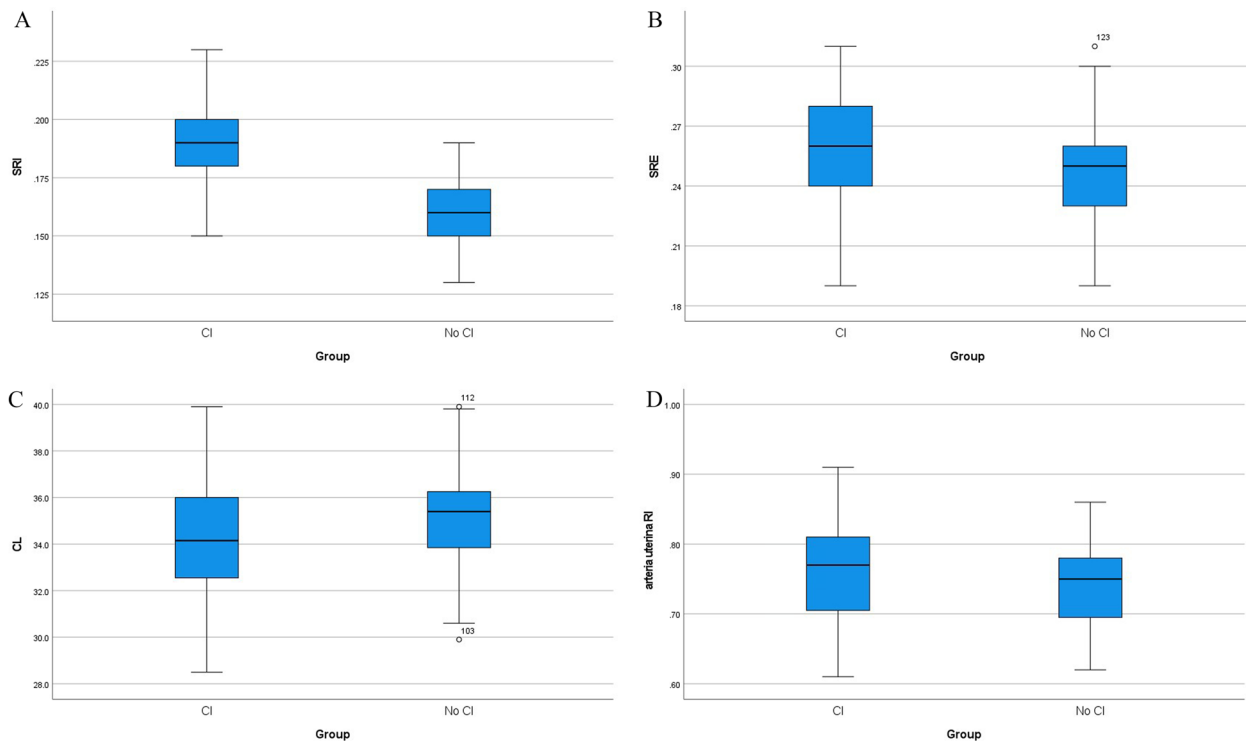 A
.225
.200
.175
.150
.125
SRI
CI
No CI
Group
B
123
.30
.27
.24
.21
.18
SRE
CI
No CI
Group
C
112
40.0
38.0
36.0
34.0
32.0
30.0
28.0
103
CL
CI
No CI
Group
D
1.00
.90
.80
.70
.60
arteria uterina RI
CI
No CI
Group